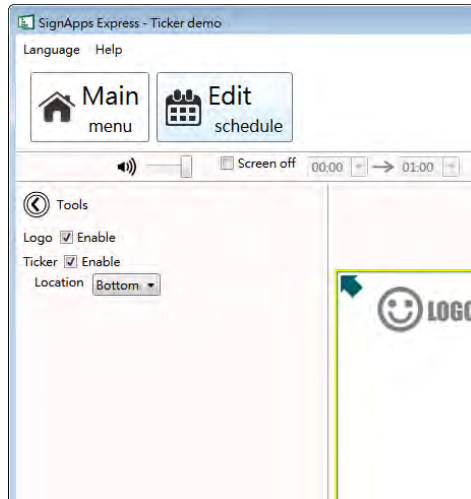 SignApps Express - Ticker demo
Language Help
Main
menu
Edit
schedule
Screen off 00:00 01:00
Tools
Logo Enable
Ticker Enable
Location Bottom
LOGO